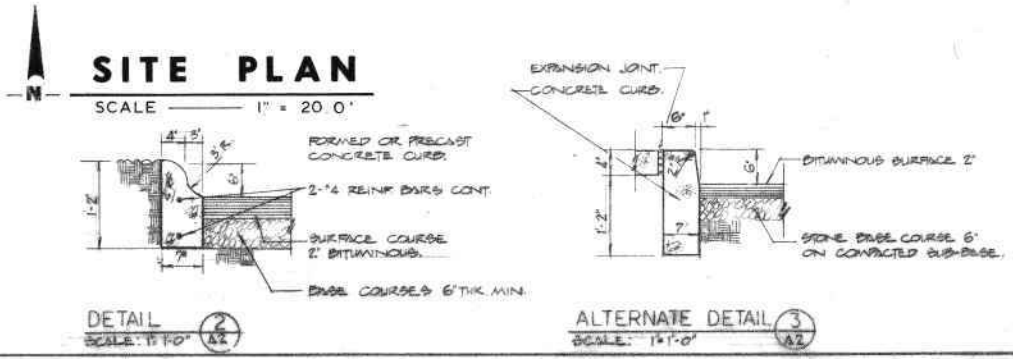 N
SITE PLAN
SCALE 1" = 20.0'
4" 3"
3" R.
6"
1'-2"
7"
FORMED OR PRECAST
CONCRETE CURB.
2-#4 REINF BARS CONT.
SURFACE COURSE
2" BITUMINOUS.
BASE COURSES 6" THK. MIN.
DETAIL 2
SCALE: 1"=1'-0" A2
EXPANSION JOINT.
CONCRETE CURB.
6" 1"
4"
6"
1'-2"
7"
BITUMINOUS SURFACE 2"
STONE BASE COURSE 6"
ON COMPACTED SUB-BASE.
ALTERNATE DETAIL 3
SCALE: 1"=1'-0" A2